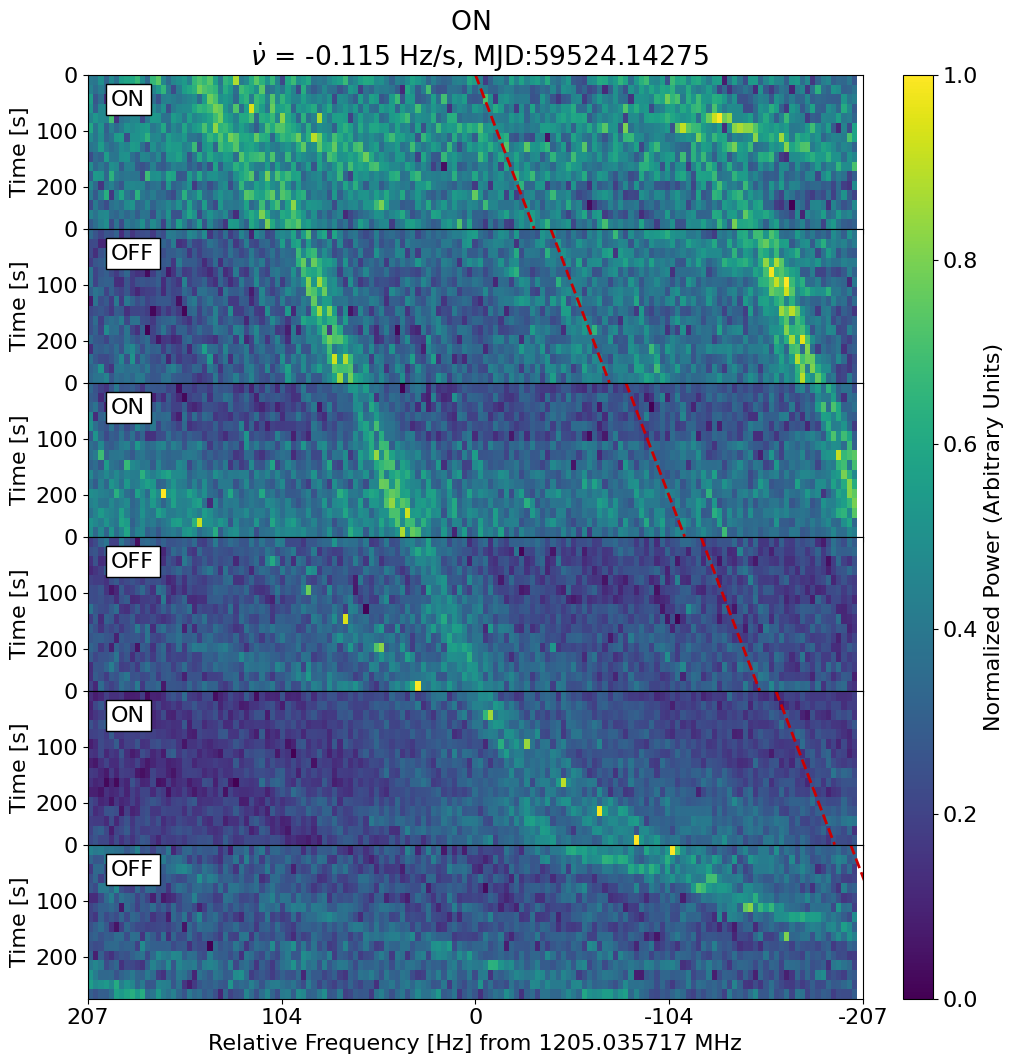 ON
ν̇ = -0.115 Hz/s, MJD:59524.14275
0
ON
100
200
Time [s]
0
OFF
100
200
Time [s]
0
ON
100
200
Time [s]
0
OFF
100
200
Time [s]
0
ON
100
200
Time [s]
0
OFF
100
200
Time [s]
207 104 0 -104 -207
Relative Frequency [Hz] from 1205.035717 MHz
1.0
0.8
0.6
0.4
0.2
0.0
Normalized Power (Arbitrary Units)